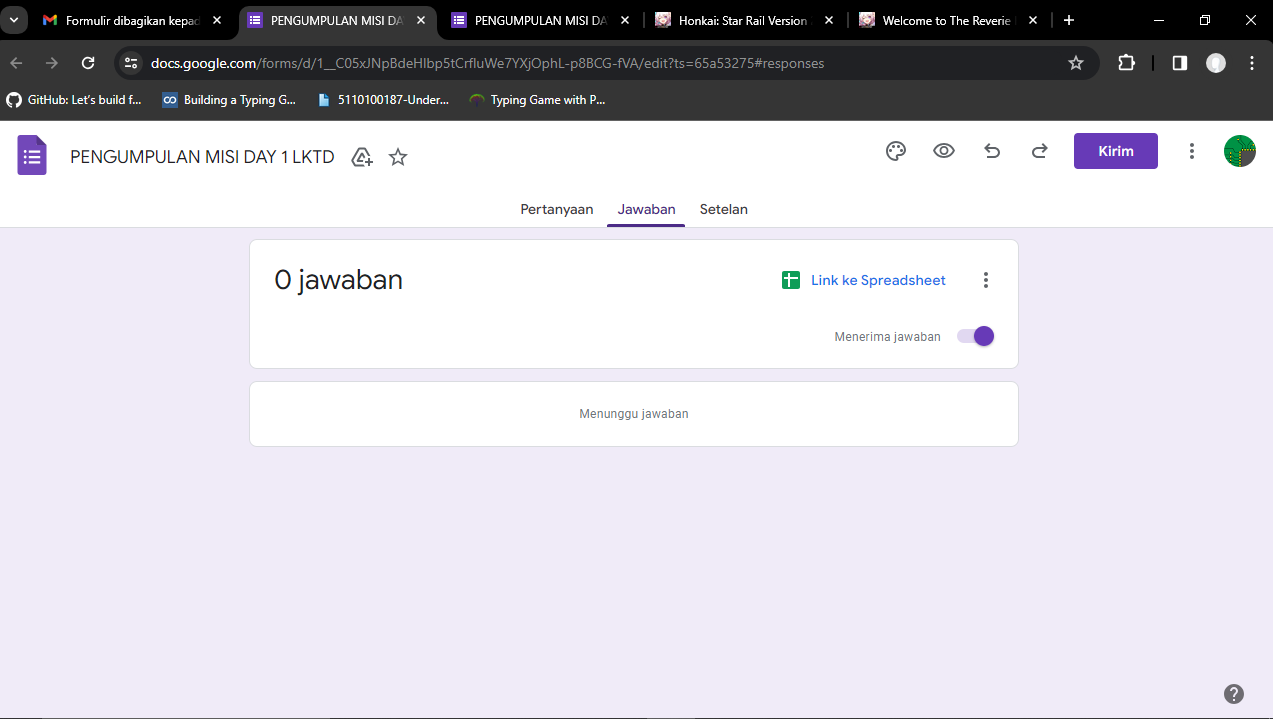 Formulir dibagikan kepad
PENGUMPULAN MISI DA
PENGUMPULAN MISI DA
Honkai: Star Rail Version
Welcome to The Reverie
docs.google.com/forms/d/1__C05xJNpBdeHIbp5tCrfluWe7YXjOphL-p8BCG-fVA/edit?ts=65a53275#responses
GitHub: Let's build f...
CO Building a Typing G...
5110100187-Under...
Typing Game with P...
PENGUMPULAN MISI DAY 1 LKTD
Kirim
Pertanyaan Jawaban Setelan
0 jawaban
Link ke Spreadsheet
Menerima jawaban
Menunggu jawaban